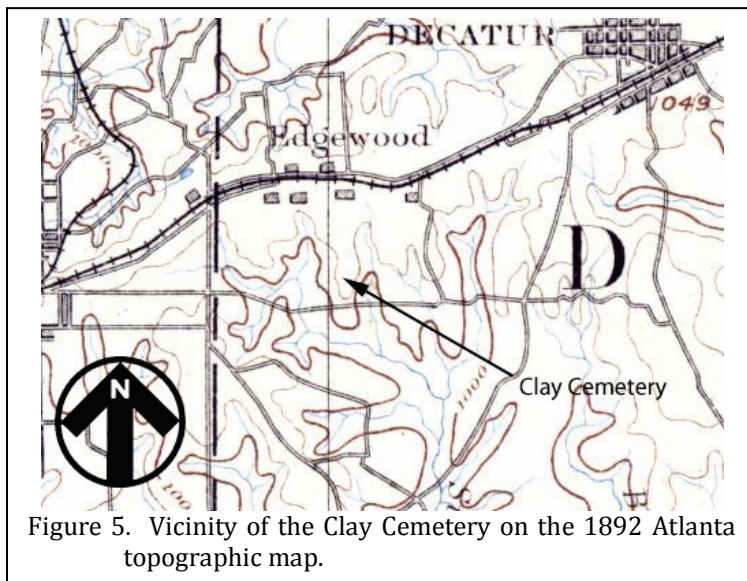 DECATUR
1049
Edgewood
D
Clay Cemetery
1000
N
Figure 5. Vicinity of the Clay Cemetery on the 1892 Atlanta
topographic map.